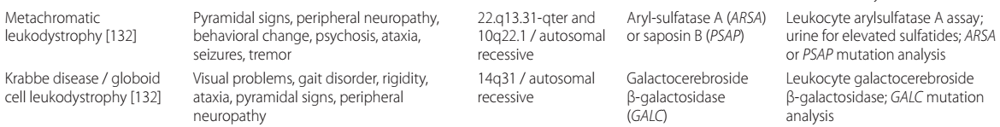 Metachromatic
leukodystrophy [132]
Pyramidal signs, peripheral neuropathy,
behavioral change, psychosis, ataxia,
seizures, tremor
22.q13.31-qter and
10q22.1 / autosomal
recessive
Aryl-sulfatase A (ARSA)
or saposin B (PSAP)
Leukocyte arylsulfatase A assay;
urine for elevated sulfatides; ARSA
or PSAP mutation analysis
Krabbe disease / globoid
cell leukodystrophy [132]
Visual problems, gait disorder, rigidity,
ataxia, pyramidal signs, peripheral
neuropathy
14q31 / autosomal
recessive
Galactocerebroside
β-galactosidase
(GALC)
Leukocyte galactocerebroside
β-galactosidase; GALC mutation
analysis